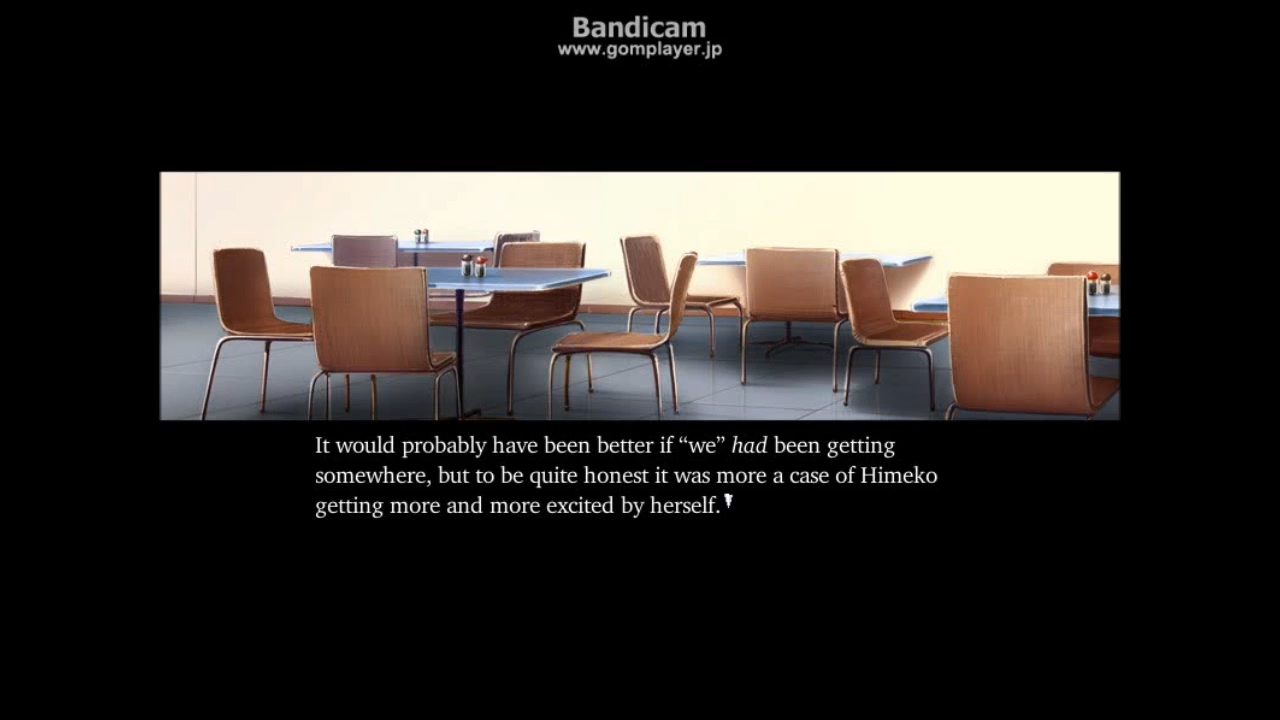 Bandicam
www.gomplayer.jp
It would probably have been better if “we” had been getting
somewhere, but to be quite honest it was more a case of Himeko
getting more and more excited by herself.